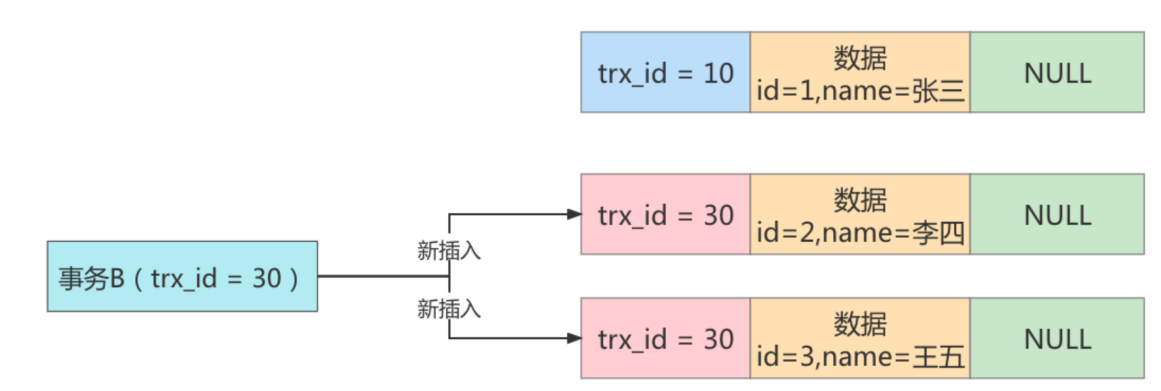 trx_id = 10
数据
id=1,name=张三
NULL
trx_id = 30
数据
id=2,name=李四
NULL
新插入
事务B（trx_id = 30）
新插入
trx_id = 30
数据
id=3,name=王五
NULL